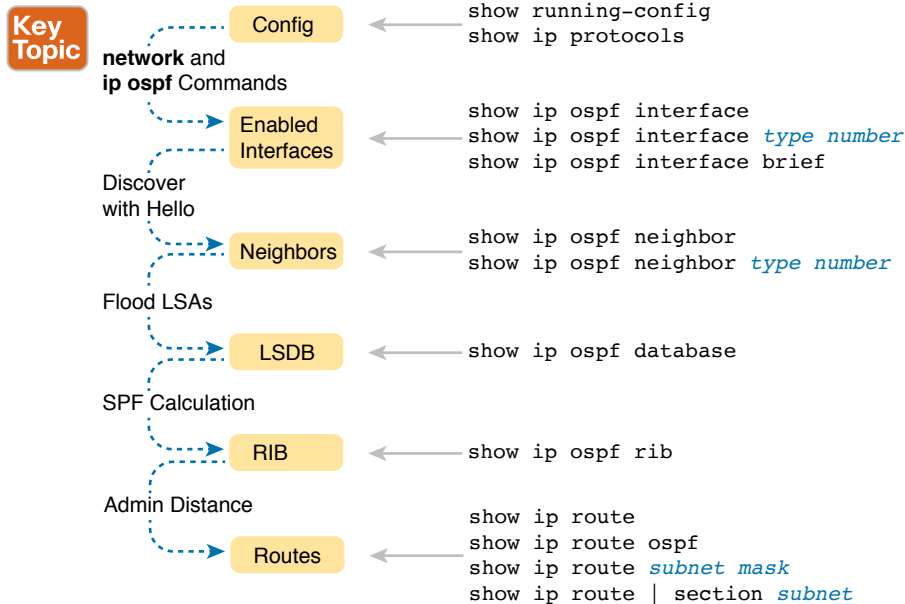 Key
Topic
Config
show running-config
show ip protocols
network and
ip ospf Commands
Enabled
Interfaces
show ip ospf interface
show ip ospf interface type number
show ip ospf interface brief
Discover
with Hello
Neighbors
show ip ospf neighbor
show ip ospf neighbor type number
Flood LSAs
LSDB
show ip ospf database
SPF Calculation
RIB
show ip ospf rib
Admin Distance
Routes
show ip route
show ip route ospf
show ip route subnet mask
show ip route | section subnet